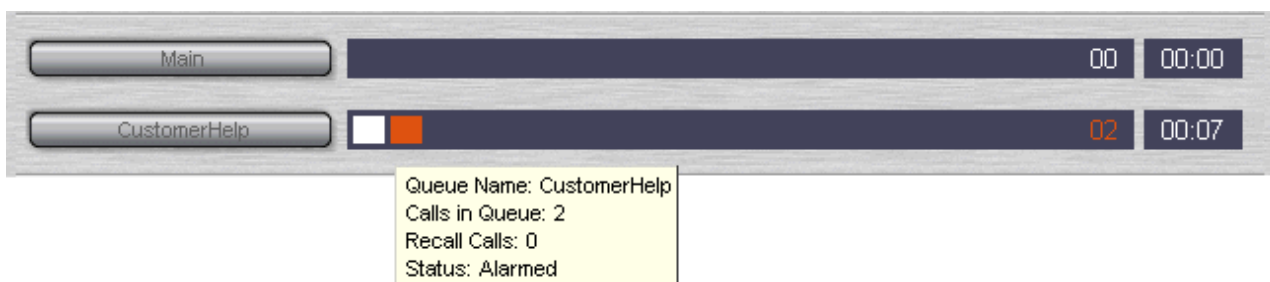 Main 00 00:00
CustomerHelp 02 00:07
Queue Name: CustomerHelp
Calls in Queue: 2
Recall Calls: 0
Status: Alarmed